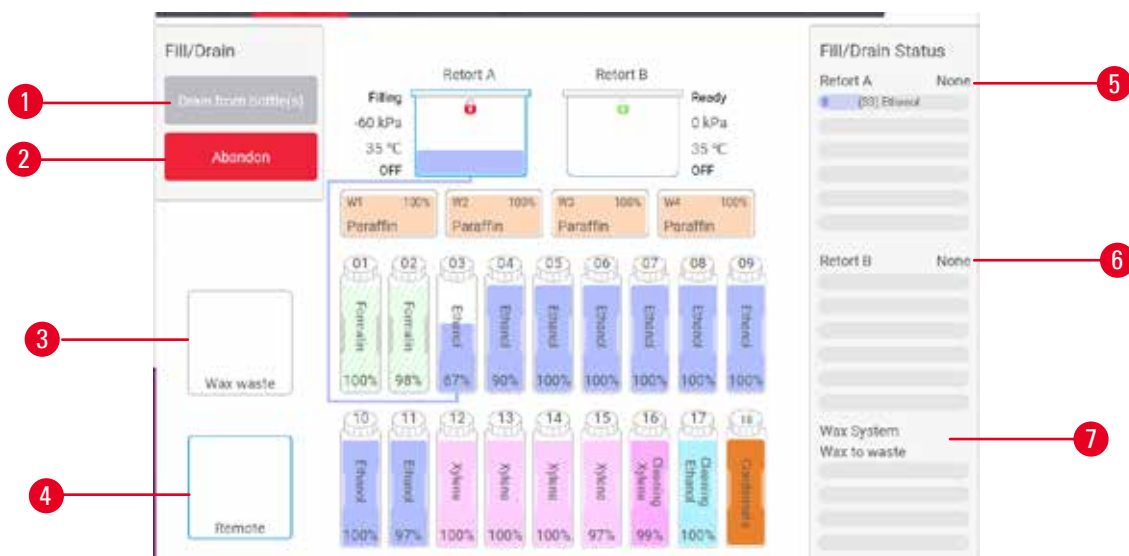 Fill/Drain
Drain from bottle(s)
Abandon
Retort A
Filling
-60 kPa
35 °C
OFF
Retort B
Ready
0 kPa
35 °C
OFF
W1 100%
Paraffin
W2 100%
Paraffin
W3 100%
Paraffin
W4 100%
Paraffin
01 02 03 04 05 06 07 08 09
Formalin Formalin Ethanol Ethanol Ethanol Ethanol Ethanol Ethanol Ethanol
100% 98% 67% 90% 100% 100% 100% 100% 100%
10 11 12 13 14 15 16 17 18
Ethanol Ethanol Xylene Xylene Xylene Xylene Cleaning Xylene Cleaning Ethanol Condensate
100% 97% 100% 100% 100% 97% 99% 100%
Wax waste
Remote
Fill/Drain Status
Retort A None
(S3) Ethanol
Retort B None
Wax System
Wax to waste
1
2
3
4
5
6
7